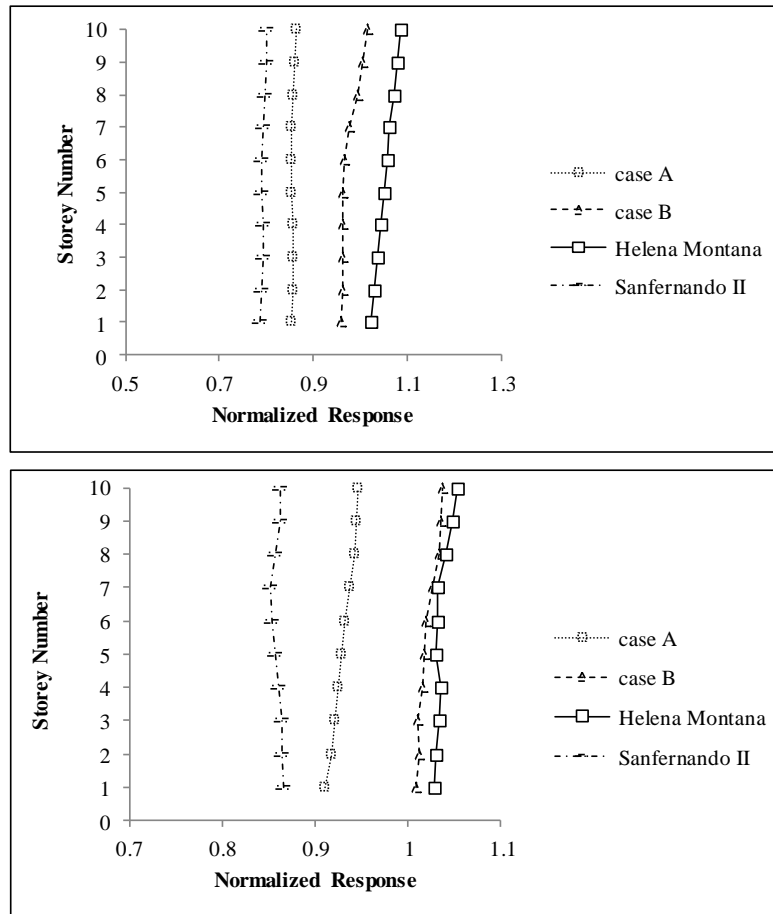 10
9
8
7
6
5
4
3
2
1
0
Storey Number
0.5 0.7 0.9 1.1 1.3
Normalized Response
case A
case B
Helena Montana
Sanfernando II
10
9
8
7
6
5
4
3
2
1
0
Storey Number
0.7 0.8 0.9 1 1.1
Normalized Response
case A
case B
Helena Montana
Sanfernando II